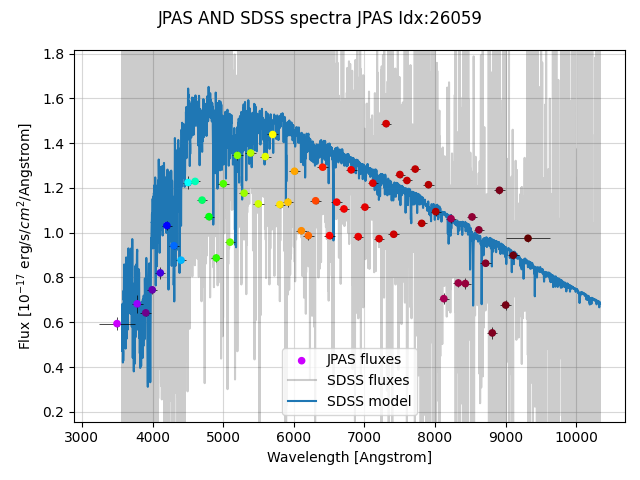 JPAS AND SDSS spectra JPAS Idx:26059
1.8
1.6
1.4
1.2
1.0
0.8
0.6
0.4
0.2
Flux [10⁻¹⁷ erg/s/cm²/Angstrom]
JPAS fluxes
SDSS fluxes
SDSS model
3000 4000 5000 6000 7000 8000 9000 10000
Wavelength [Angstrom]